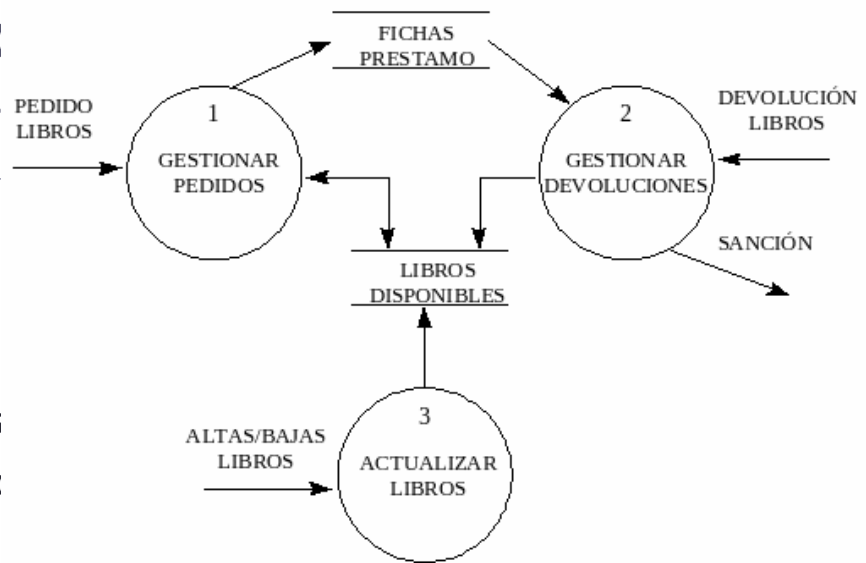 FICHAS
PRESTAMO
PEDIDO
LIBROS
1
GESTIONAR
PEDIDOS
2
GESTIONAR
DEVOLUCIONES
DEVOLUCIÓN
LIBROS
SANCIÓN
LIBROS
DISPONIBLES
ALTAS/BAJAS
LIBROS
3
ACTUALIZAR
LIBROS